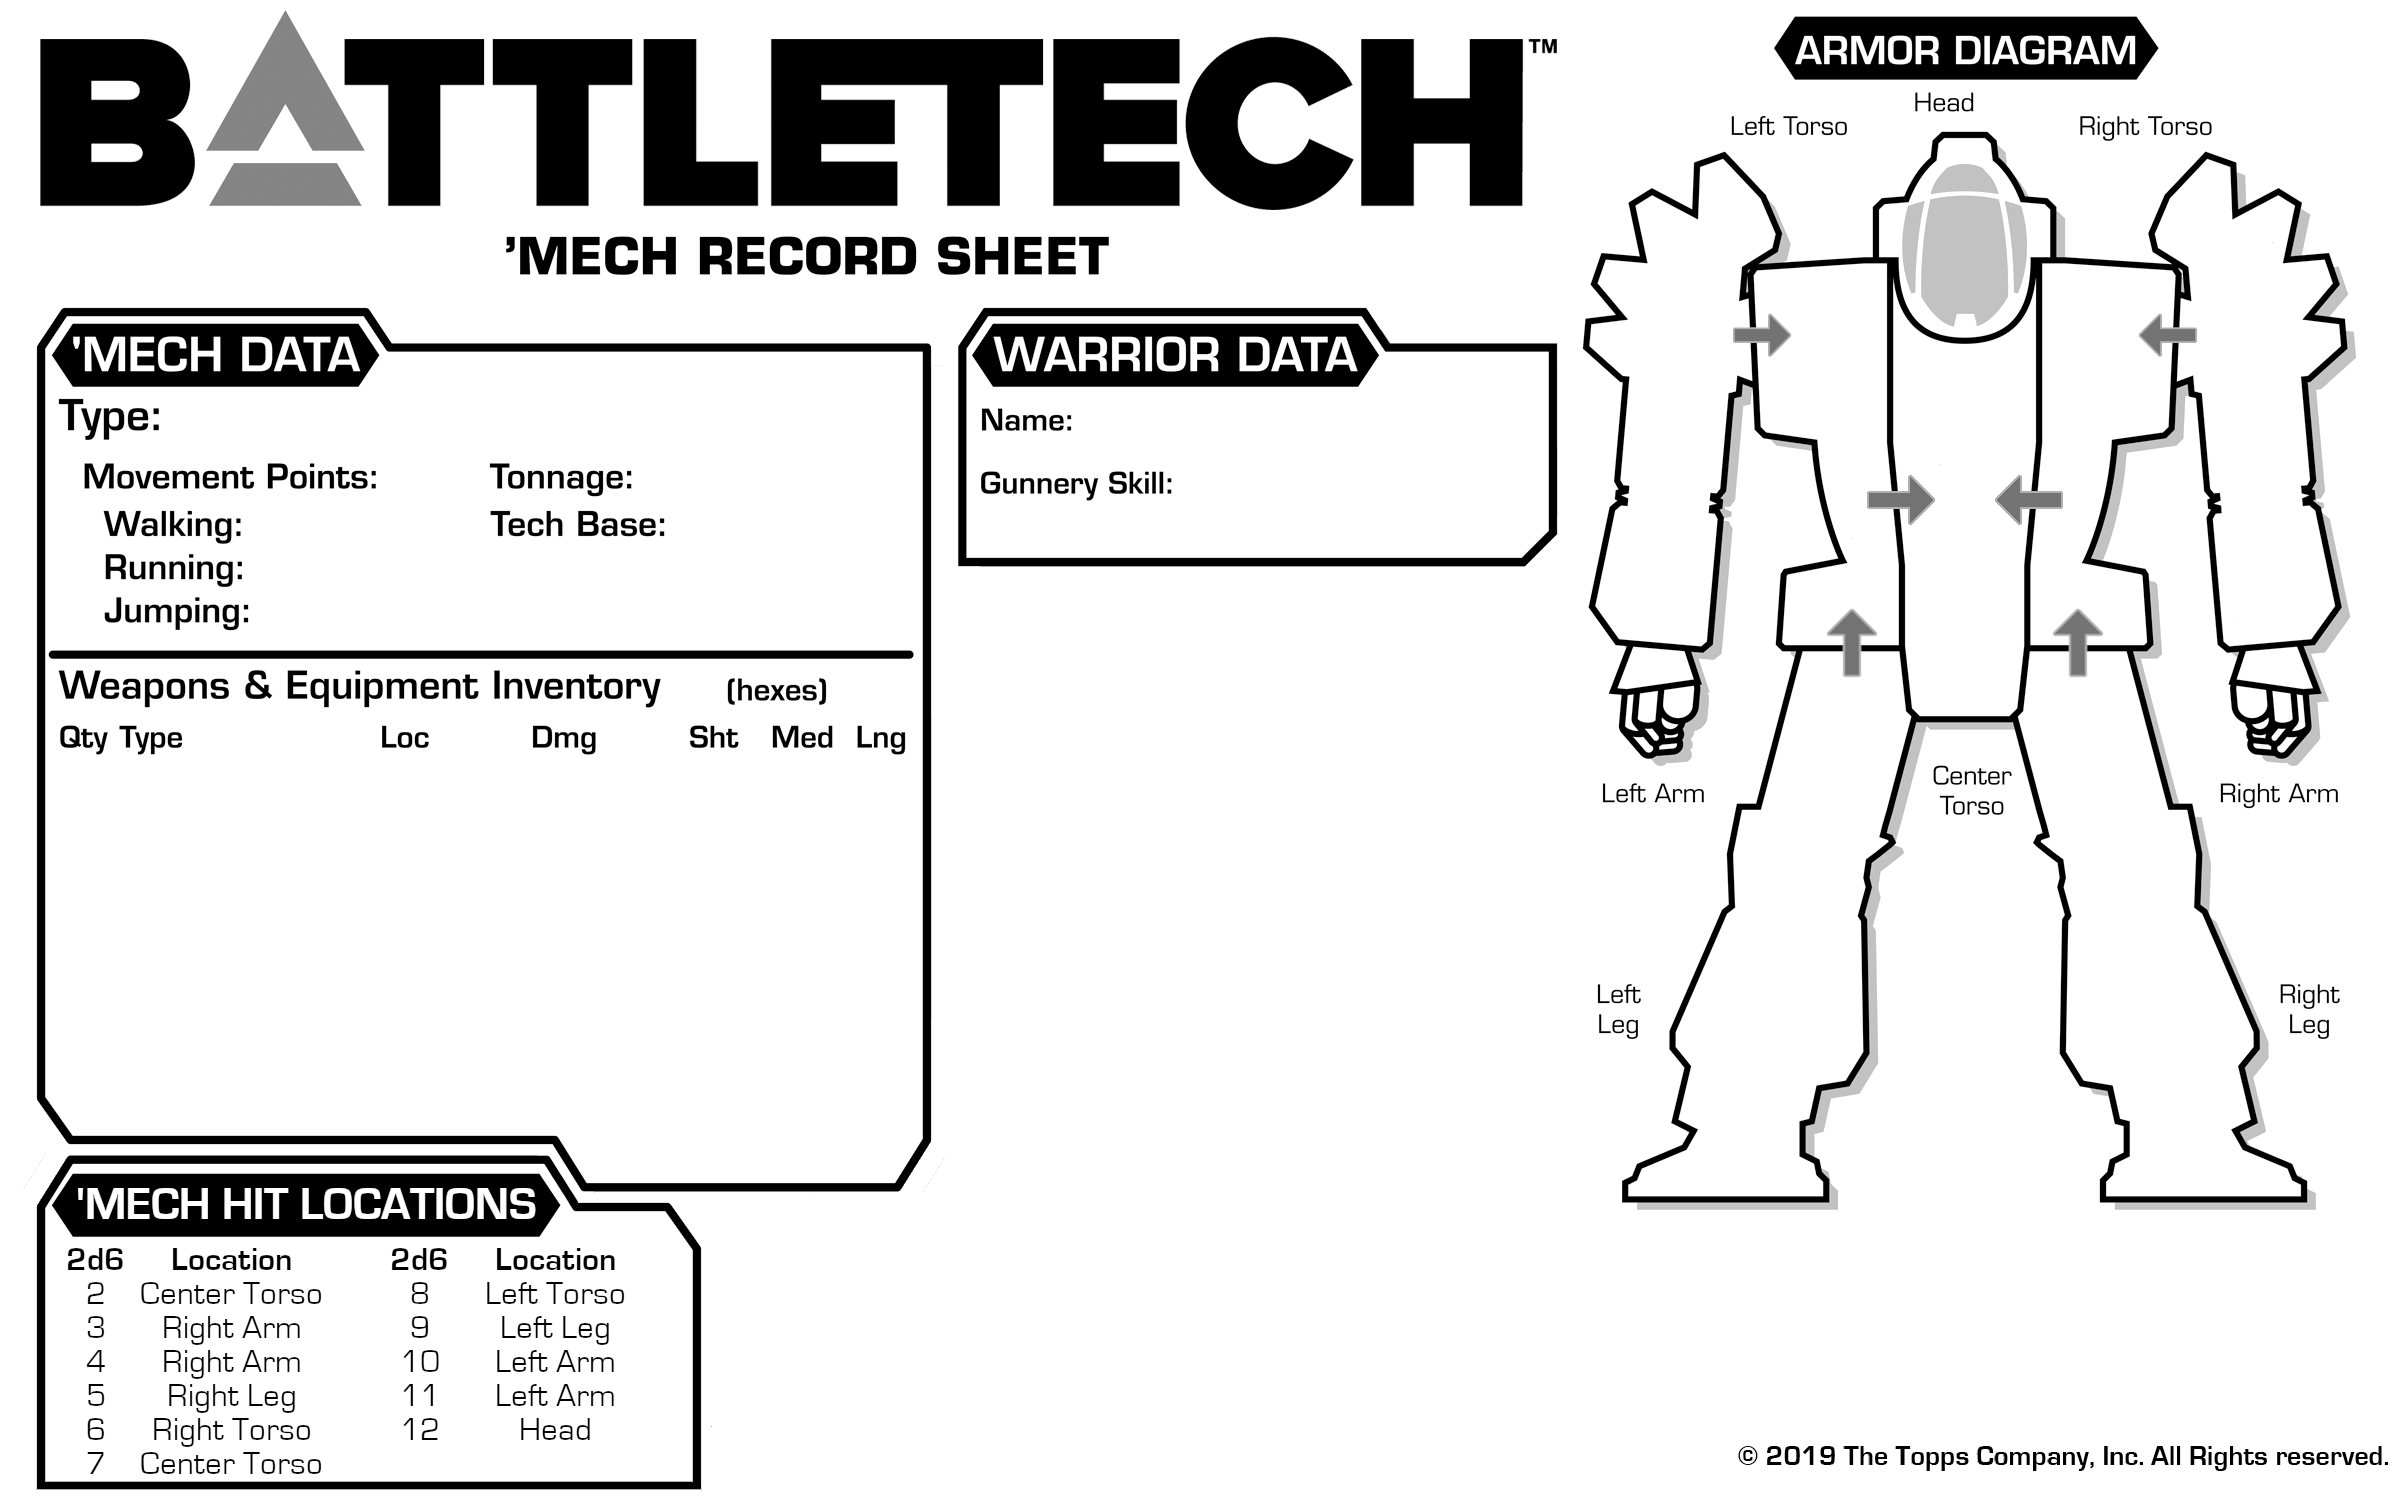 BATTLETECH™
'MECH RECORD SHEET
'MECH DATA
Type:
Movement Points:
Tonnage:
Walking:
Tech Base:
Running:
Jumping:
Weapons & Equipment Inventory (hexes)
Qty Type Loc Dmg Sht Med Lng
WARRIOR DATA
Name:
Gunnery Skill:
'MECH HIT LOCATIONS
2d6 Location 2d6 Location
2 Center Torso 8 Left Torso
3 Right Arm 9 Left Leg
4 Right Arm 10 Left Arm
5 Right Leg 11 Left Arm
6 Right Torso 12 Head
7 Center Torso
ARMOR DIAGRAM
Head
Left Torso
Right Torso
Left Arm
Center
Torso
Right Arm
Left
Leg
Right
Leg
© 2019 The Topps Company, Inc. All Rights reserved.